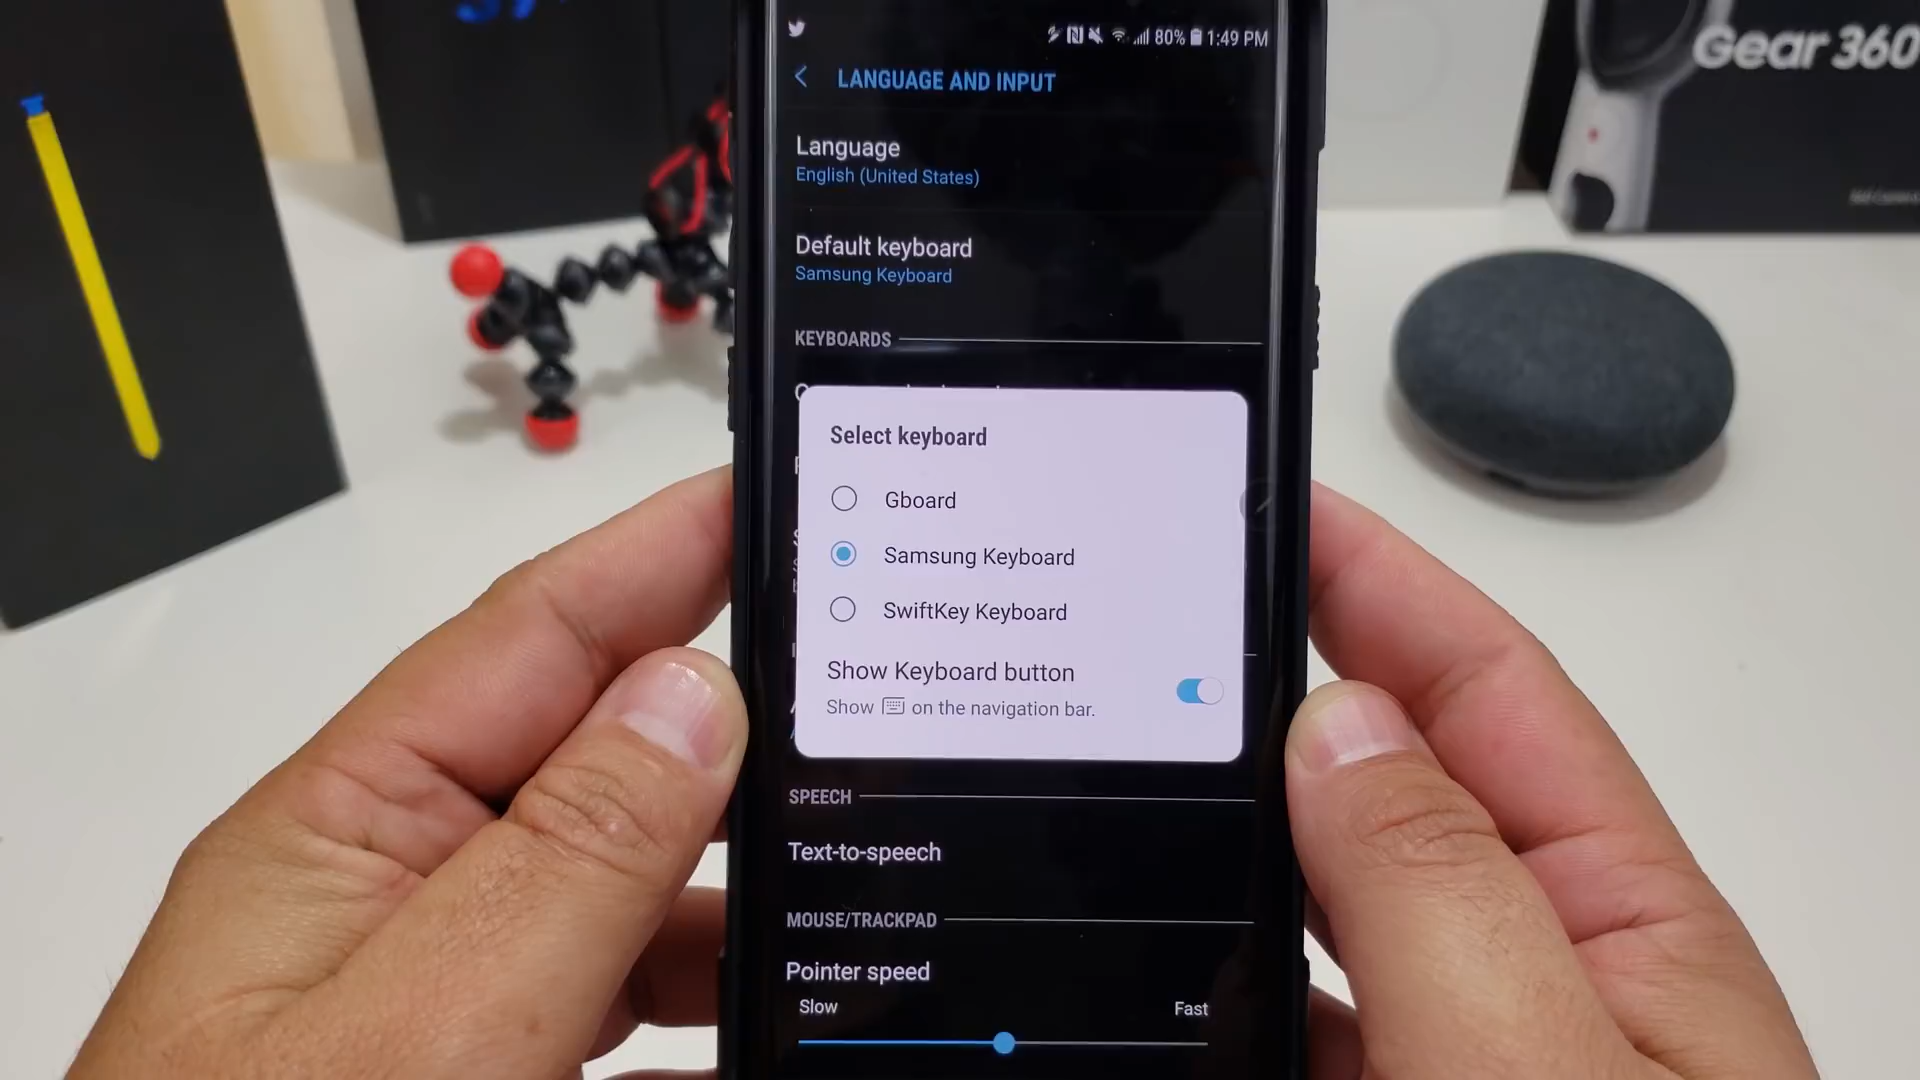 80% 1:49 PM
Gear 360
LANGUAGE AND INPUT
Language
English (United States)
Default keyboard
Samsung Keyboard
KEYBOARDS
Select keyboard
Gboard
Samsung Keyboard
SwiftKey Keyboard
Show Keyboard button
Show on the navigation bar.
SPEECH
Text-to-speech
MOUSE/TRACKPAD
Pointer speed
Slow
Fast